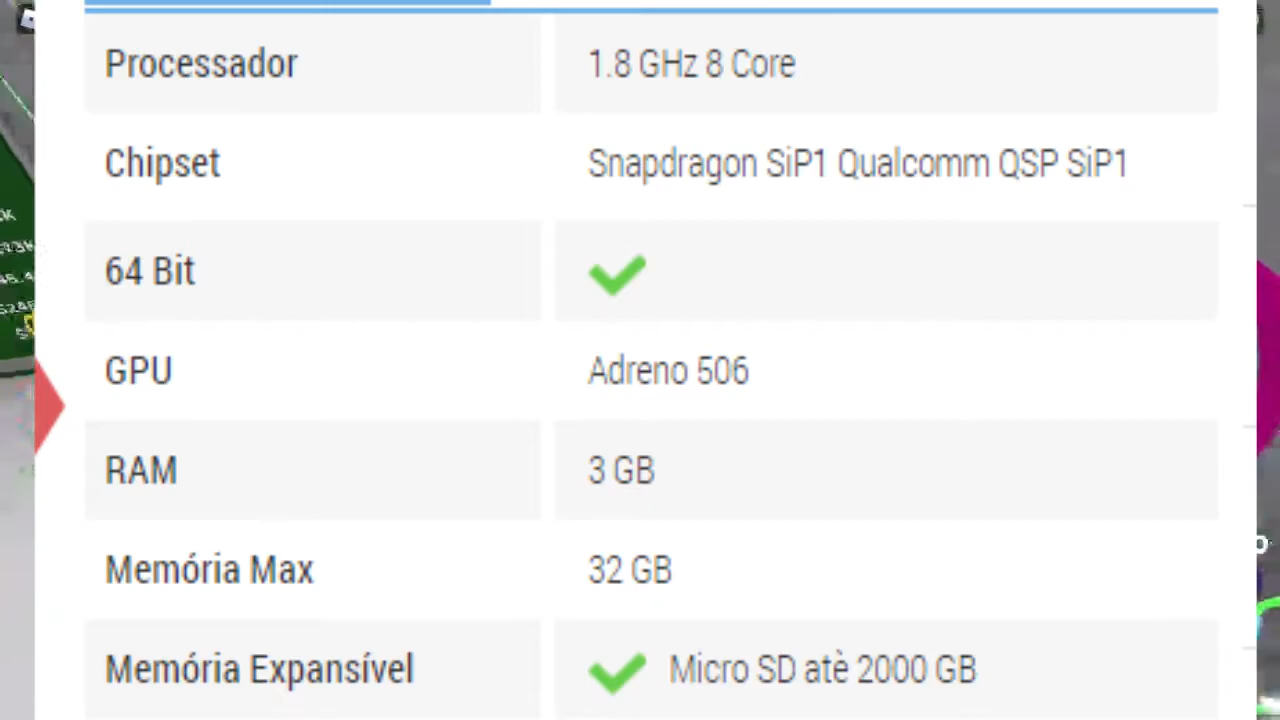 Processador 1.8 GHz 8 Core
Chipset Snapdragon SiP1 Qualcomm QSP SiP1
64 Bit
GPU Adreno 506
RAM 3 GB
Memória Max 32 GB
Memória Expansível Micro SD atè 2000 GB